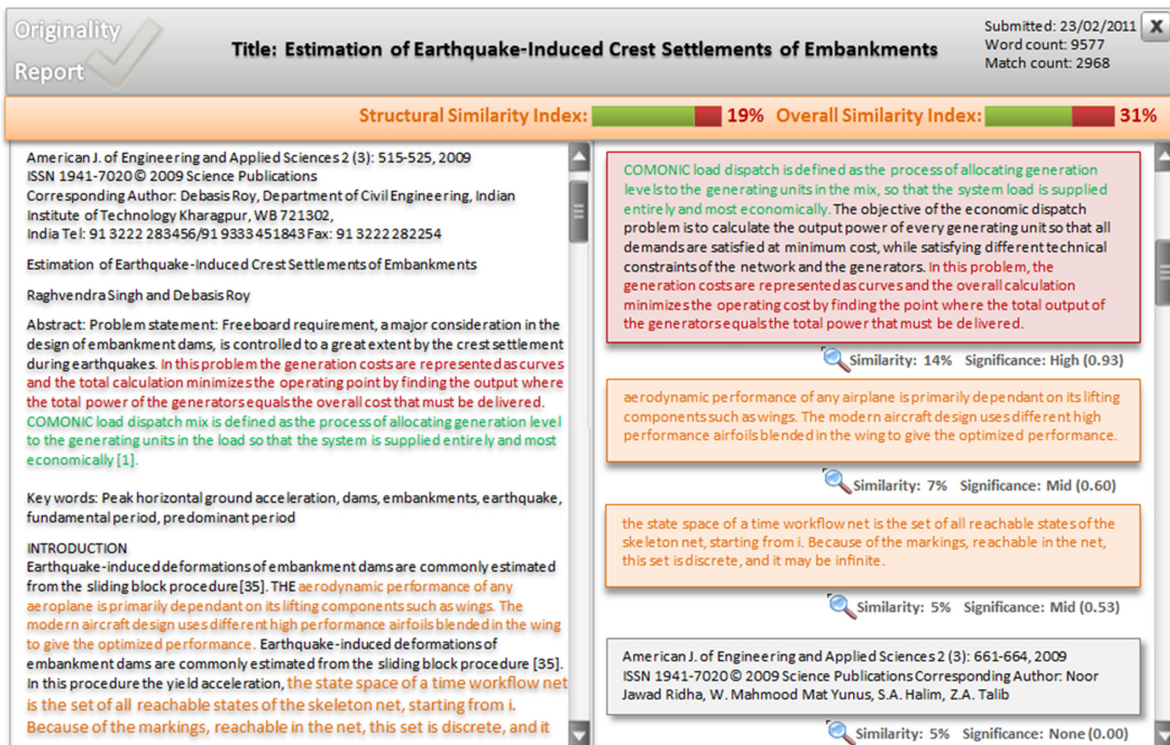 Originality
Report
Title: Estimation of Earthquake-Induced Crest Settlements of Embankments
Submitted: 23/02/2011
Word count: 9577
Match count: 2968
X
Structural Similarity Index: 19% Overall Similarity Index: 31%
American J. of Engineering and Applied Sciences 2 (3): 515-525, 2009
ISSN 1941-7020 © 2009 Science Publications
Corresponding Author: Debasis Roy, Department of Civil Engineering, Indian
Institute of Technology Kharagpur, WB 721302,
India Tel: 91 3222 283456/91 9333 451843 Fax: 91 3222 282254
Estimation of Earthquake-Induced Crest Settlements of Embankments
Raghvendra Singh and Debasis Roy
Abstract: Problem statement: Freeboard requirement, a major consideration in the
design of embankment dams, is controlled to a great extent by the crest settlement
during earthquakes. In this problem the generation costs are represented as curves
and the total calculation minimizes the operating point by finding the output where
the total power of the generators equals the overall cost that must be delivered.
COMONIC load dispatch mix is defined as the process of allocating generation level
to the generating units in the load so that the system is supplied entirely and most
economically [1].
Key words: Peak horizontal ground acceleration, dams, embankments, earthquake,
fundamental period, predominant period
INTRODUCTION
Earthquake-induced deformations of embankment dams are commonly estimated
from the sliding block procedure [35]. THE aerodynamic performance of any
aeroplane is primarily dependant on its lifting components such as wings. The
modern aircraft design uses different high performance airfoils blended in the wing
to give the optimized performance. Earthquake-induced deformations of
embankment dams are commonly estimated from the sliding block procedure [35].
In this procedure the yield acceleration, the state space of a time workflow net
is the set of all reachable states of the skeleton net, starting from i.
Because of the markings, reachable in the net, this set is discrete, and it
COMONIC load dispatch is defined as the process of allocating generation
levels to the generating units in the mix, so that the system load is supplied
entirely and most economically. The objective of the economic dispatch
problem is to calculate the output power of every generating unit so that all
demands are satisfied at minimum cost, while satisfying different technical
constraints of the network and the generators. In this problem, the
generation costs are represented as curves and the overall calculation
minimizes the operating cost by finding the point where the total output of
the generators equals the total power that must be delivered.
Similarity: 14% Significance: High (0.93)
aerodynamic performance of any airplane is primarily dependant on its lifting
components such as wings. The modern aircraft design uses different high
performance airfoils blended in the wing to give the optimized performance.
Similarity: 7% Significance: Mid (0.60)
the state space of a time workflow net is the set of all reachable states of the
skeleton net, starting from i. Because of the markings, reachable in the net,
this set is discrete, and it may be infinite.
Similarity: 5% Significance: Mid (0.53)
American J. of Engineering and Applied Sciences 2 (3): 661-664, 2009
ISSN 1941-7020 © 2009 Science Publications Corresponding Author: Noor
Jawad Ridha, W. Mahmood Mat Yunus, S.A. Halim, Z.A. Talib
Similarity: 5% Significance: None (0.00)